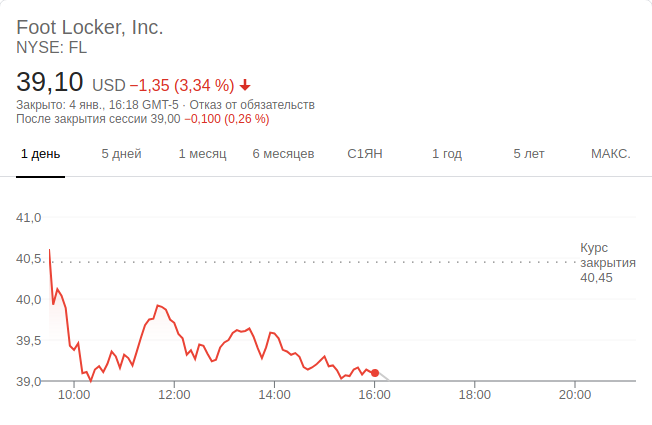 Foot Locker, Inc.
NYSE: FL
39,10 USD −1,35 (3,34 %)
Закрыто: 4 янв., 16:18 GMT-5 · Отказ от обязательств
После закрытия сессии 39,00 −0,100 (0,26 %)
1 день 5 дней 1 месяц 6 месяцев С1ЯН 1 год 5 лет МАКС.
41,0
40,5
40,0
39,5
39,0
Курс
закрытия
40,45
10:00 12:00 14:00 16:00 18:00 20:00